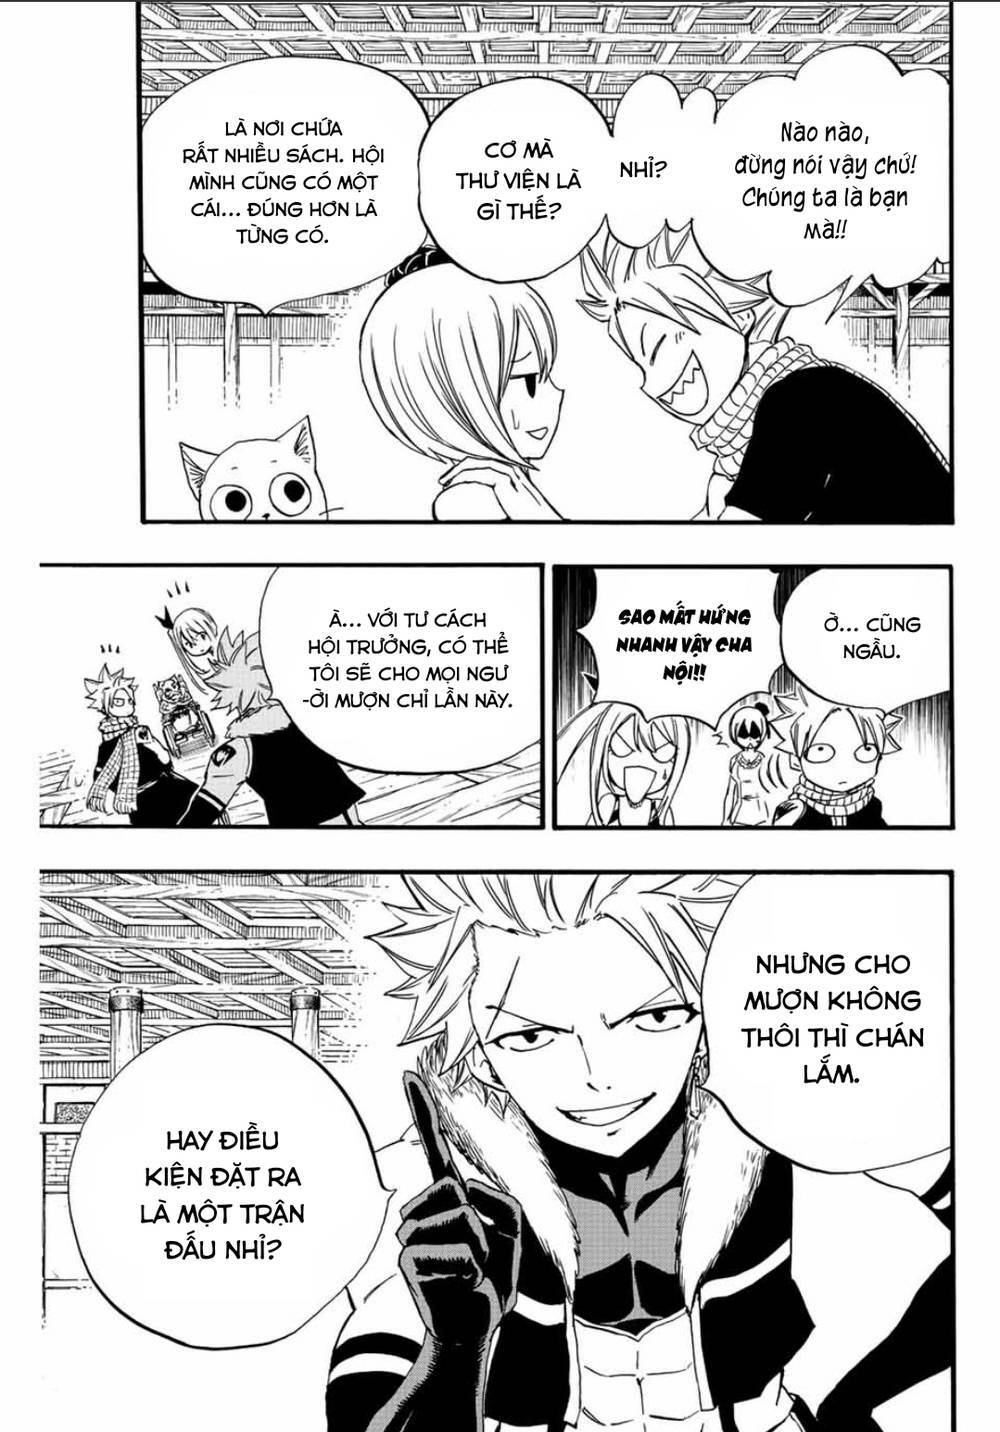 Nào nào,
đừng nói vậy chứ!
Chúng ta là bạn
mà!!
NHỈ?
CƠ MÀ
THƯ VIỆN LÀ
GÌ THẾ?
LÀ NƠI CHỨA
RẤT NHIỀU SÁCH. HỘI
MÌNH CŨNG CÓ MỘT
CÁI... ĐÚNG HƠN LÀ
TỪNG CÓ.
Ờ... CŨNG
NGẦU.
SAO MẤT HỨNG
NHANH VẬY CHA
NỘI!!
À... VỚI TƯ CÁCH
HỘI TRƯỞNG, CÓ THỂ
TÔI SẼ CHO MỌI NGƯ
-ỜI MƯỢN CHỈ LẦN NÀY.
NHƯNG CHO
MƯỢN KHÔNG
THÔI THÌ CHÁN
LẮM.
HAY ĐIỀU
KIỆN ĐẶT RA
LÀ MỘT TRẬN
ĐẤU NHỈ?